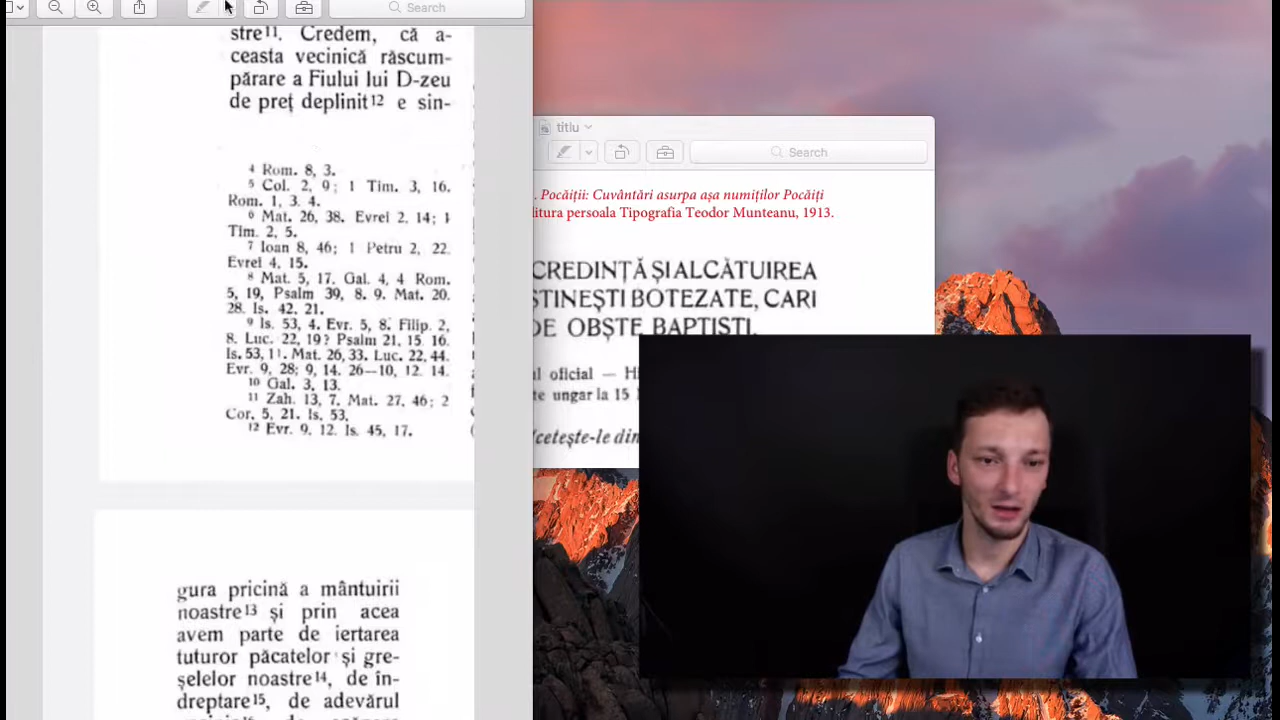 Search
stre11. Credem, că a-
ceasta vecinică răscum-
părare a Fiului lui D-zeu
de preț deplinit12 e sin-
4 Rom. 8, 3.
5 Col. 2, 9; 1 Tim. 3, 16.
Rom. 1, 3. 4.
6 Mat. 26, 38. Evrei 2, 14; 1
Tim. 2, 5.
7 Ioan 8, 46; 1 Petru 2, 22.
Evrei 4, 15.
8 Mat. 5, 17. Gal. 4, 4 Rom.
5, 19, Psalm 39, 8. 9. Mat. 20.
28. Is. 42, 21.
9 Is. 53, 4. Evr. 5, 8. Filip. 2,
8. Luc. 22, 19? Psalm 21, 15. 16.
Is. 53, 11. Mat. 26, 33. Luc. 22, 44.
Evr. 9, 28; 9, 14. 26—10, 12. 14.
10 Gal. 3, 13.
11 Zah. 13, 7. Mat. 27, 46; 2
Cor. 5, 21. Is. 53.
12 Evr. 9, 12. Is. 45, 17.
gura pricină a mântuirii
noastre13 și prin acea
avem parte de iertarea
tuturor păcatelor și gre-
șelelor noastre14, de în-
dreptare15, de adevărul
titiu
Search
. Pocăiții: Cuvântări asurpa așa numiților Pocăiți
litura persoala Tipografia Teodor Munteanu, 1913.
CREDINȚĂ ȘI ALCĂTUIREA
STINEȘTI BOTEZATE, CARI
DE OBȘTE BAPTIȘTI.
ul oficial — Hi
te ungar la 15
cetește-le din